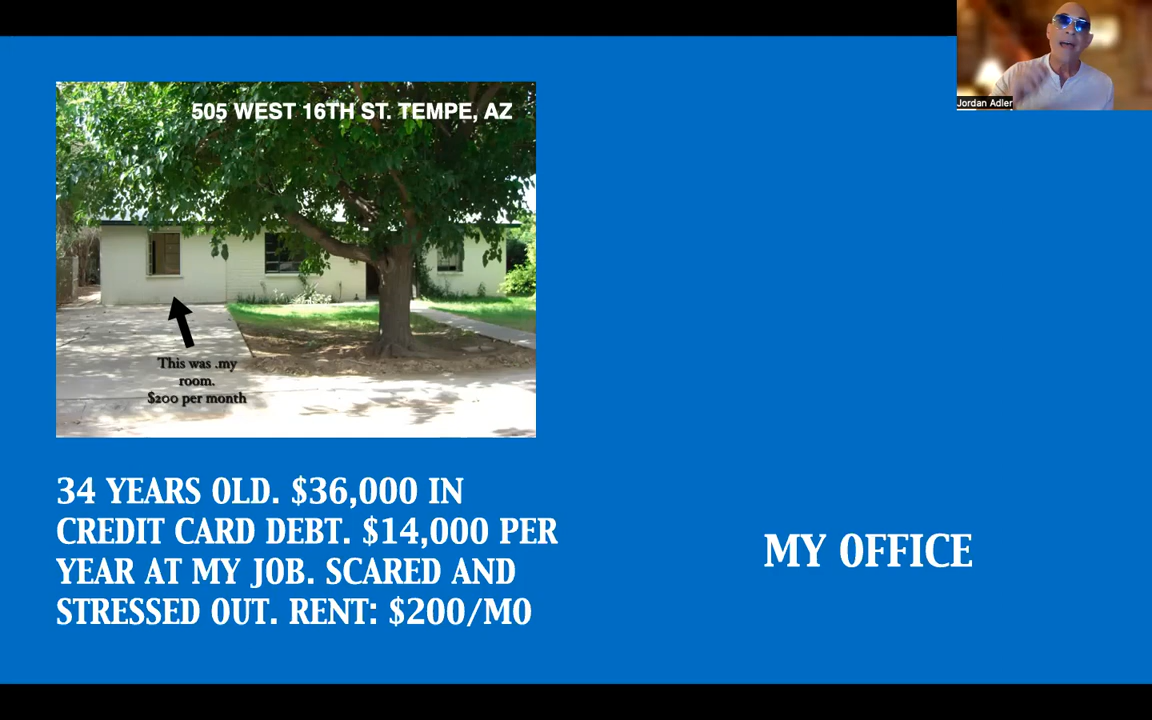 Jordan Adler
505 WEST 16TH ST. TEMPE, AZ
This was .my
room.
$200 per month
34 YEARS OLD. $36,000 IN
CREDIT CARD DEBT. $14,000 PER
YEAR AT MY JOB. SCARED AND
STRESSED OUT. RENT: $200/MO
MY OFFICE